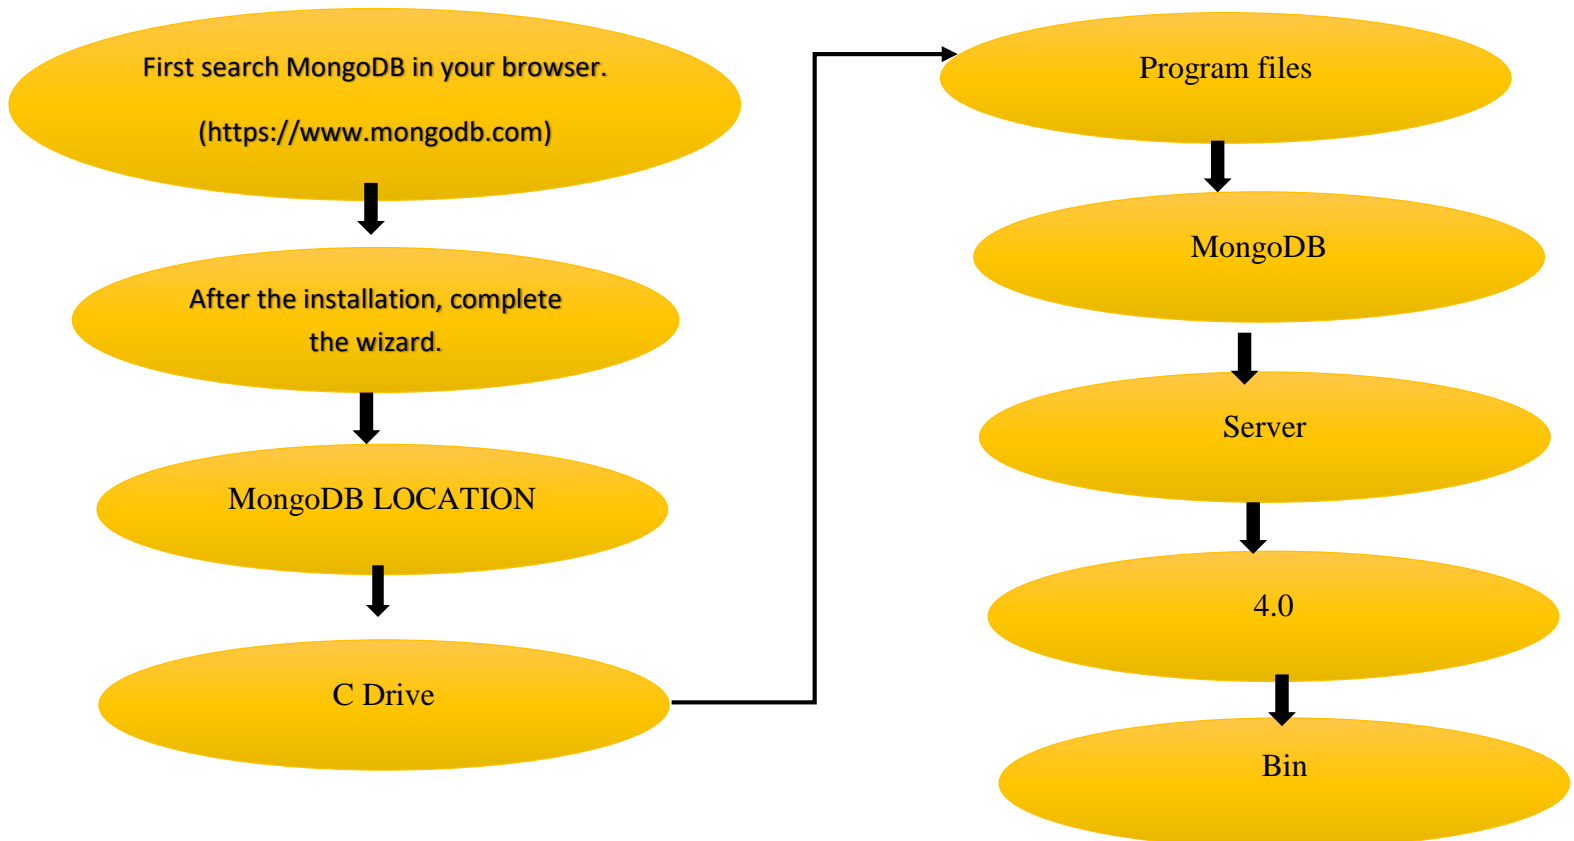 First search MongoDB in your browser.
(https://www.mongodb.com)
After the installation, complete
the wizard.
MongoDB LOCATION
C Drive
Program files
MongoDB
Server
4.0
Bin